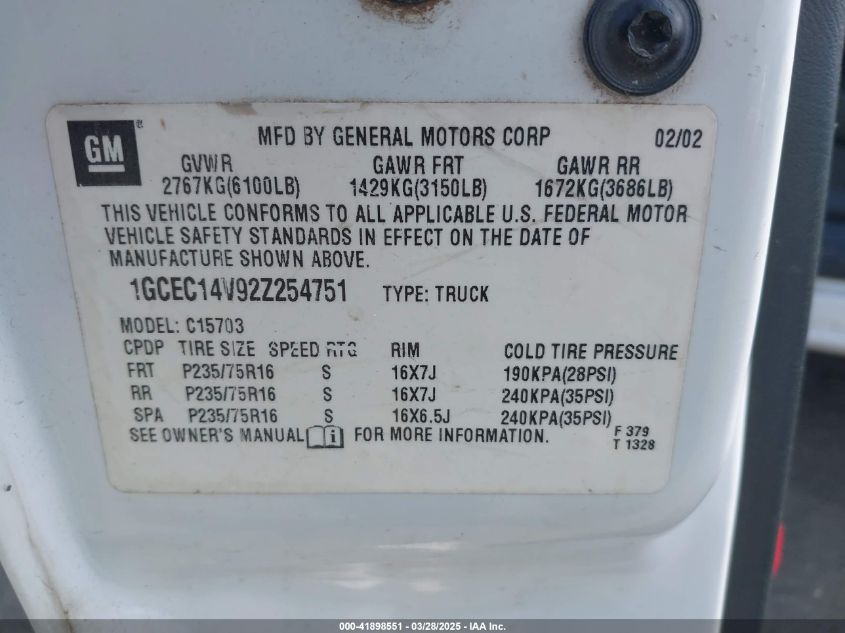 GM ®
MFD BY GENERAL MOTORS CORP 02/02
GVWR GAWR FRT GAWR RR
2767KG(6100LB) 1429KG(3150LB) 1672KG(3686LB)
THIS VEHICLE CONFORMS TO ALL APPLICABLE U.S. FEDERAL MOTOR
VEHICLE SAFETY STANDARDS IN EFFECT ON THE DATE OF
MANUFACTURE SHOWN ABOVE.
1GCEC14V92Z254751 TYPE: TRUCK
MODEL: C15703
CPDP TIRE SIZE SPEED RTG RIM COLD TIRE PRESSURE
FRT P235/75R16 S 16X7J 190KPA(28PSI)
RR P235/75R16 S 16X7J 240KPA(35PSI)
SPA P235/75R16 S 16X6.5J 240KPA(35PSI)
SEE OWNER'S MANUAL i FOR MORE INFORMATION.
F 379
T 1328
000-41898551 — 03/28/2025 - IAA Inc.